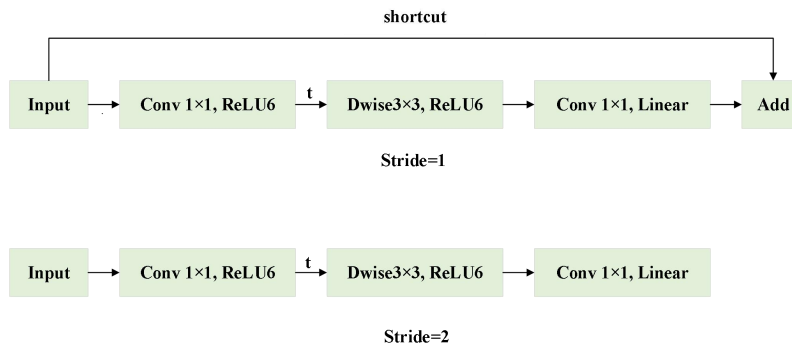 shortcut
Input
Conv 1×1, ReLU6
t
Dwise3×3, ReLU6
Conv 1×1, Linear
Add
Stride=1
Input
Conv 1×1, ReLU6
t
Dwise3×3, ReLU6
Conv 1×1, Linear
Stride=2